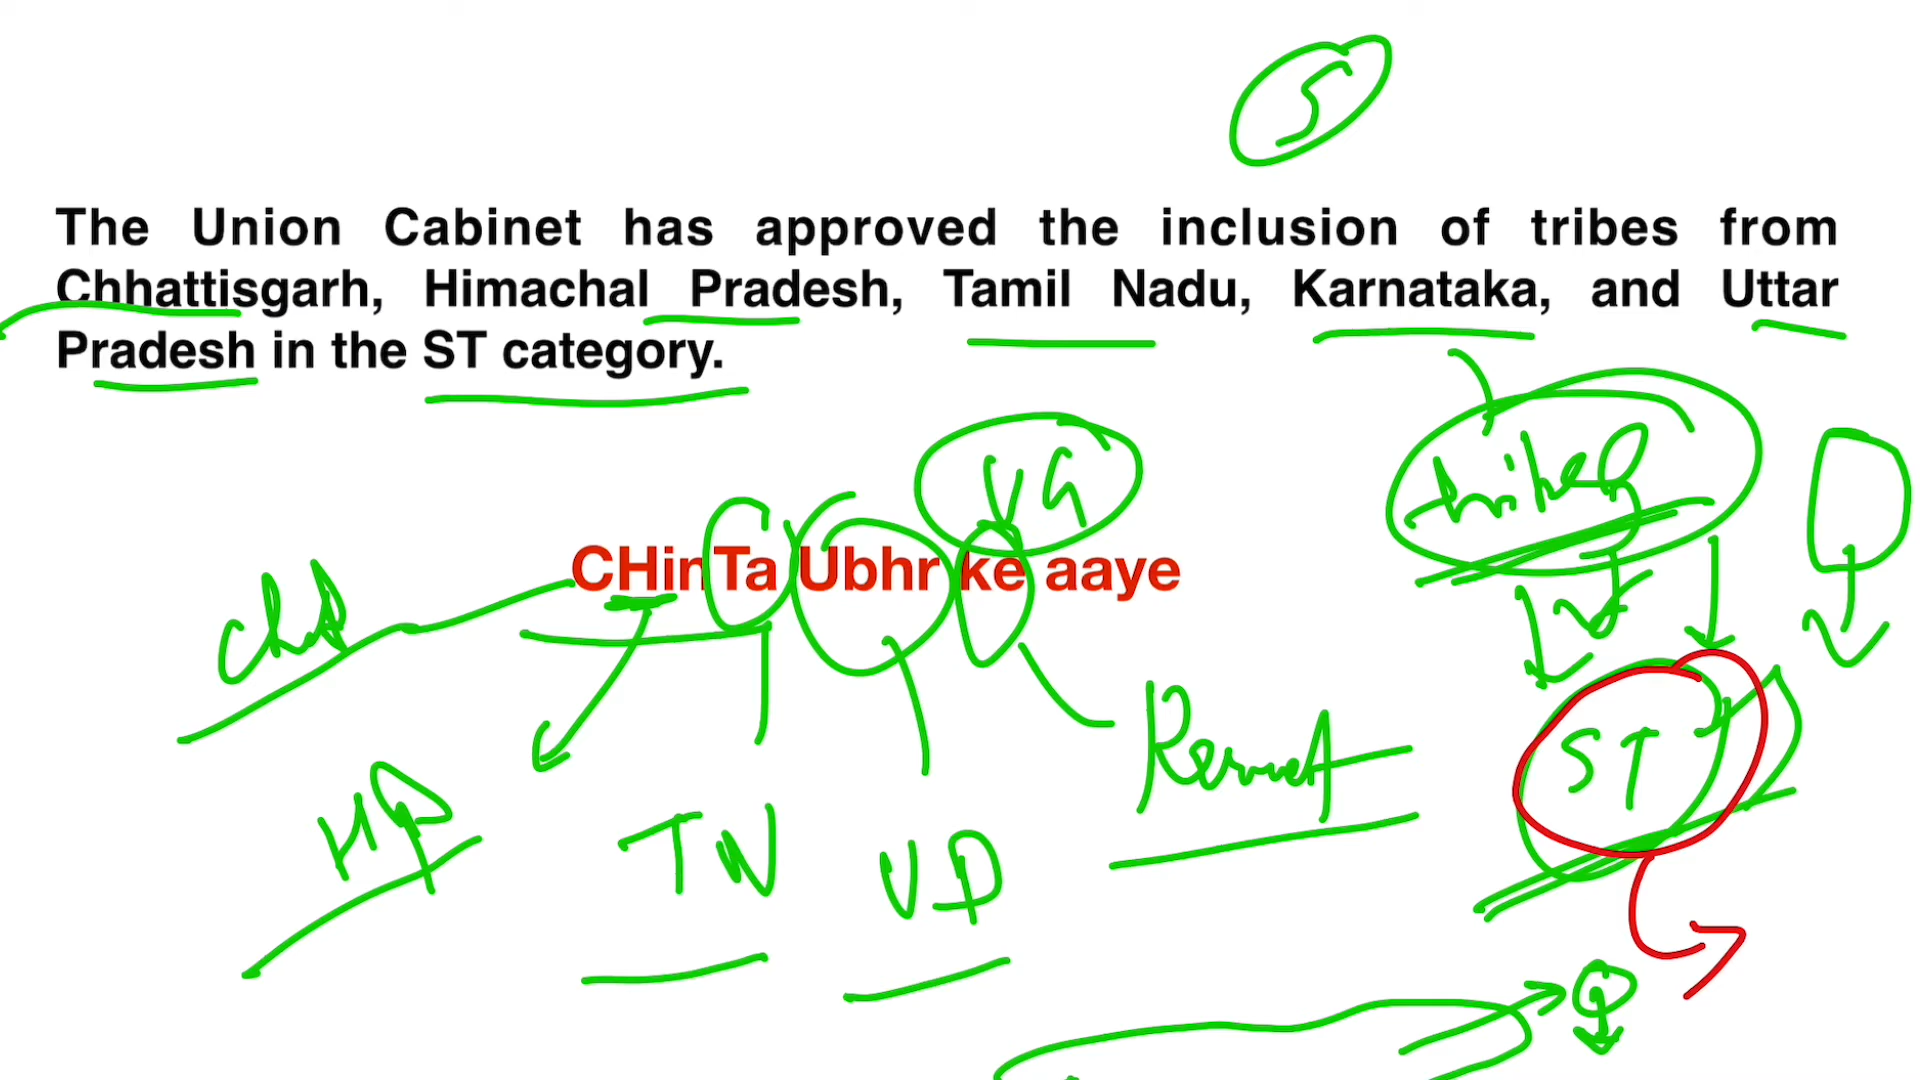 5
The Union Cabinet has approved the inclusion of tribes from
Chhattisgarh, Himachal Pradesh, Tamil Nadu, Karnataka, and Uttar
Pradesh in the ST category.
CHinTa Ubhr ke aaye
ST
HP
TN
UP